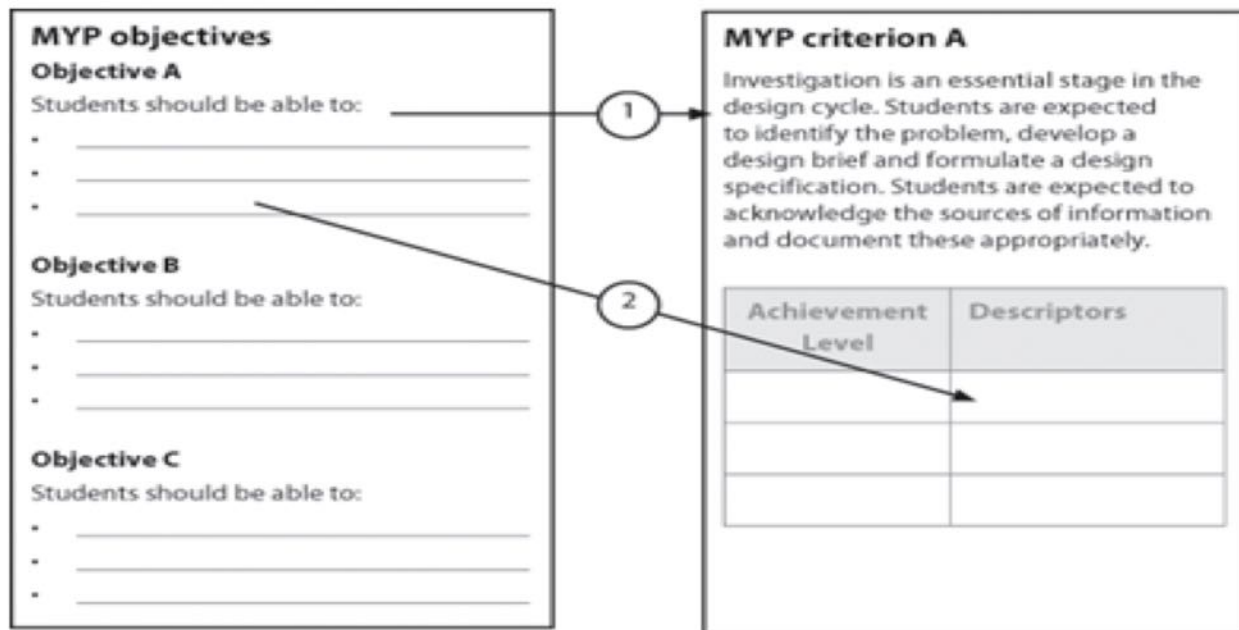 MYP objectives
Objective A
Students should be able to:
Objective B
Students should be able to:
Objective C
Students should be able to:
1
2
MYP criterion A
Investigation is an essential stage in the
design cycle. Students are expected
to identify the problem, develop a
design brief and formulate a design
specification. Students are expected to
acknowledge the sources of information
and document these appropriately.
Achievement Level
Descriptors